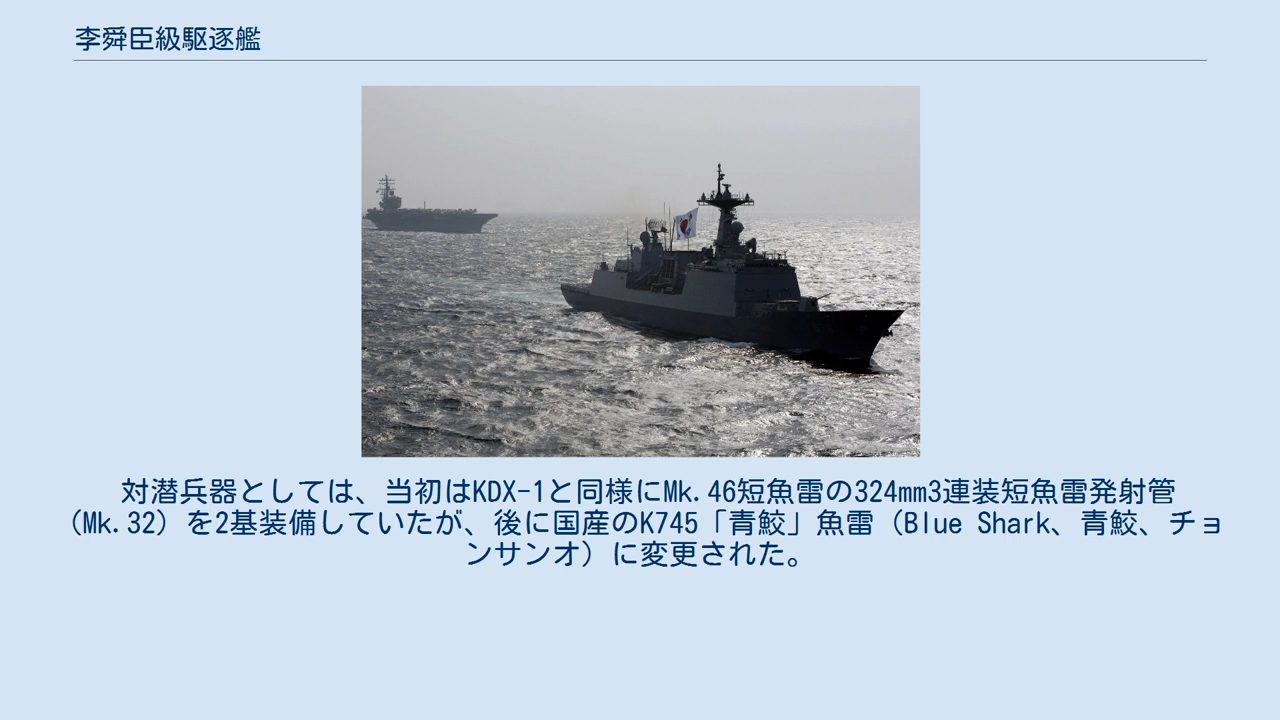 李舜臣級駆逐艦
対潜兵器としては、当初はKDX-1と同様にMk.46短魚雷の324mm3連装短魚雷発射管
(Mk.32）を2基装備していたが、後に国産のK745「青鮫」魚雷（Blue Shark、青鮫、チョ
ンサンオ）に変更された。